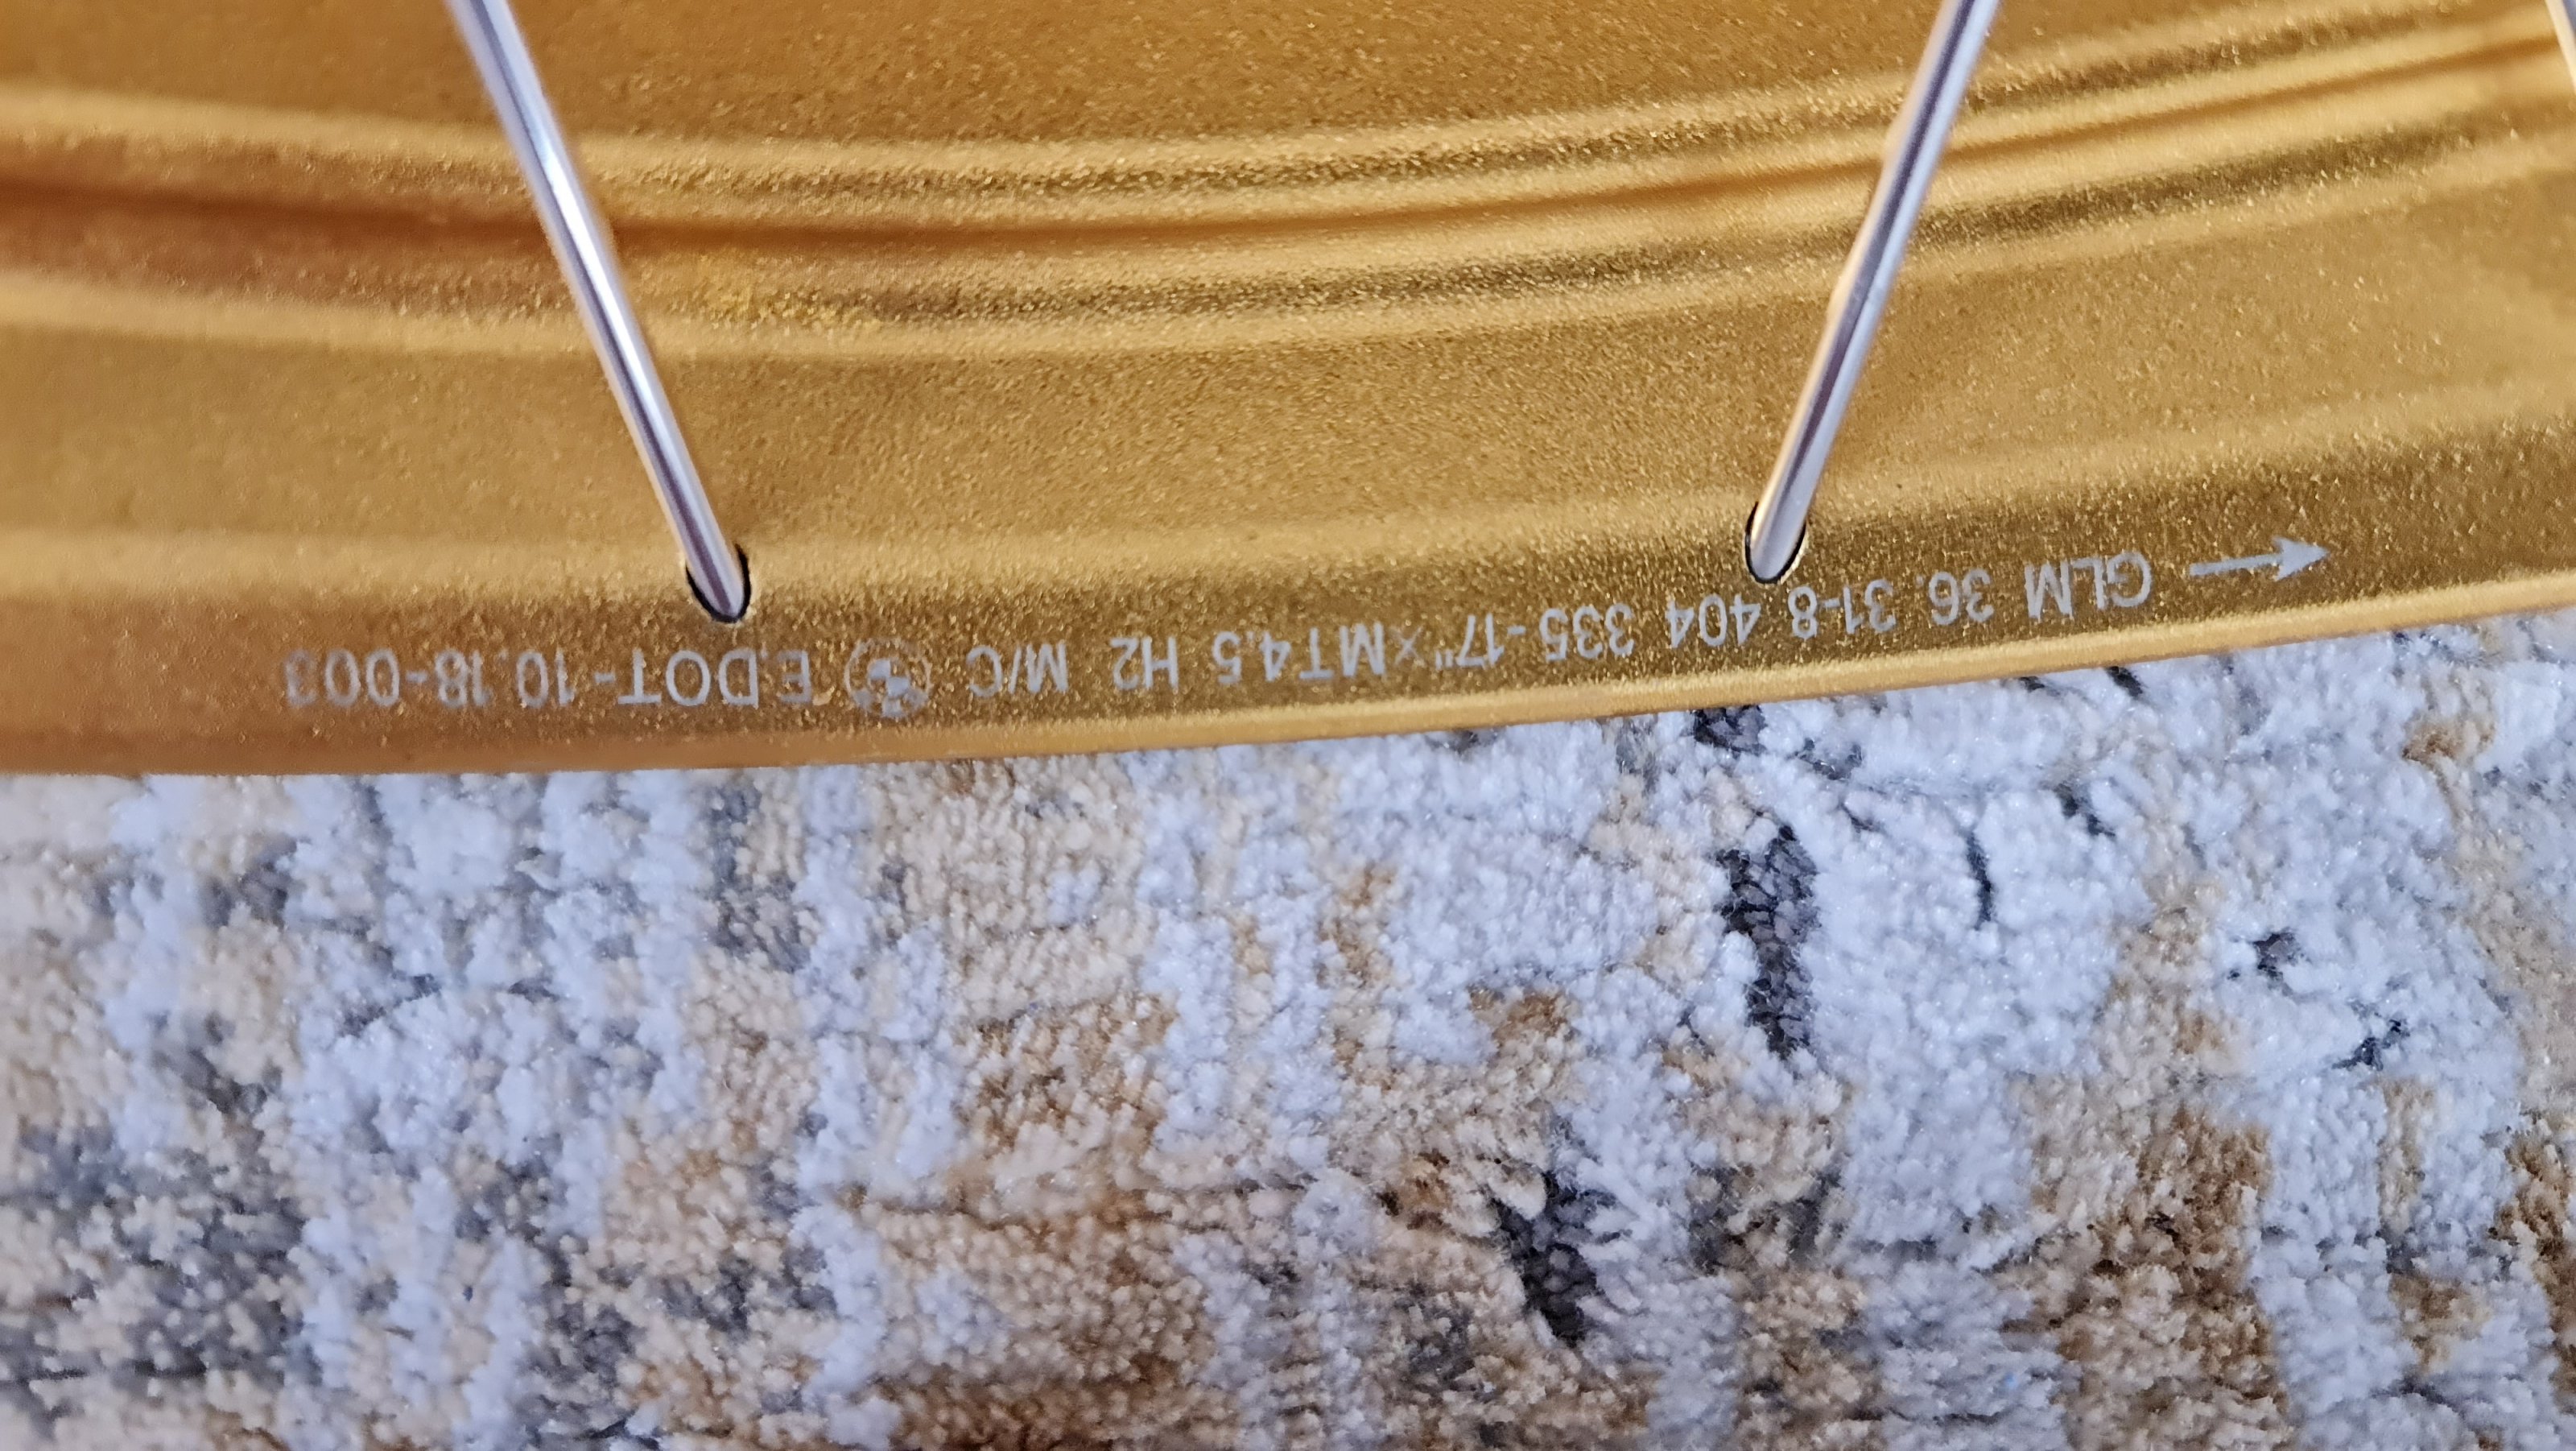 GLM 36. 31-8 404 335-17"×MT4.5 H2 M/C E.DOT-10.18-003